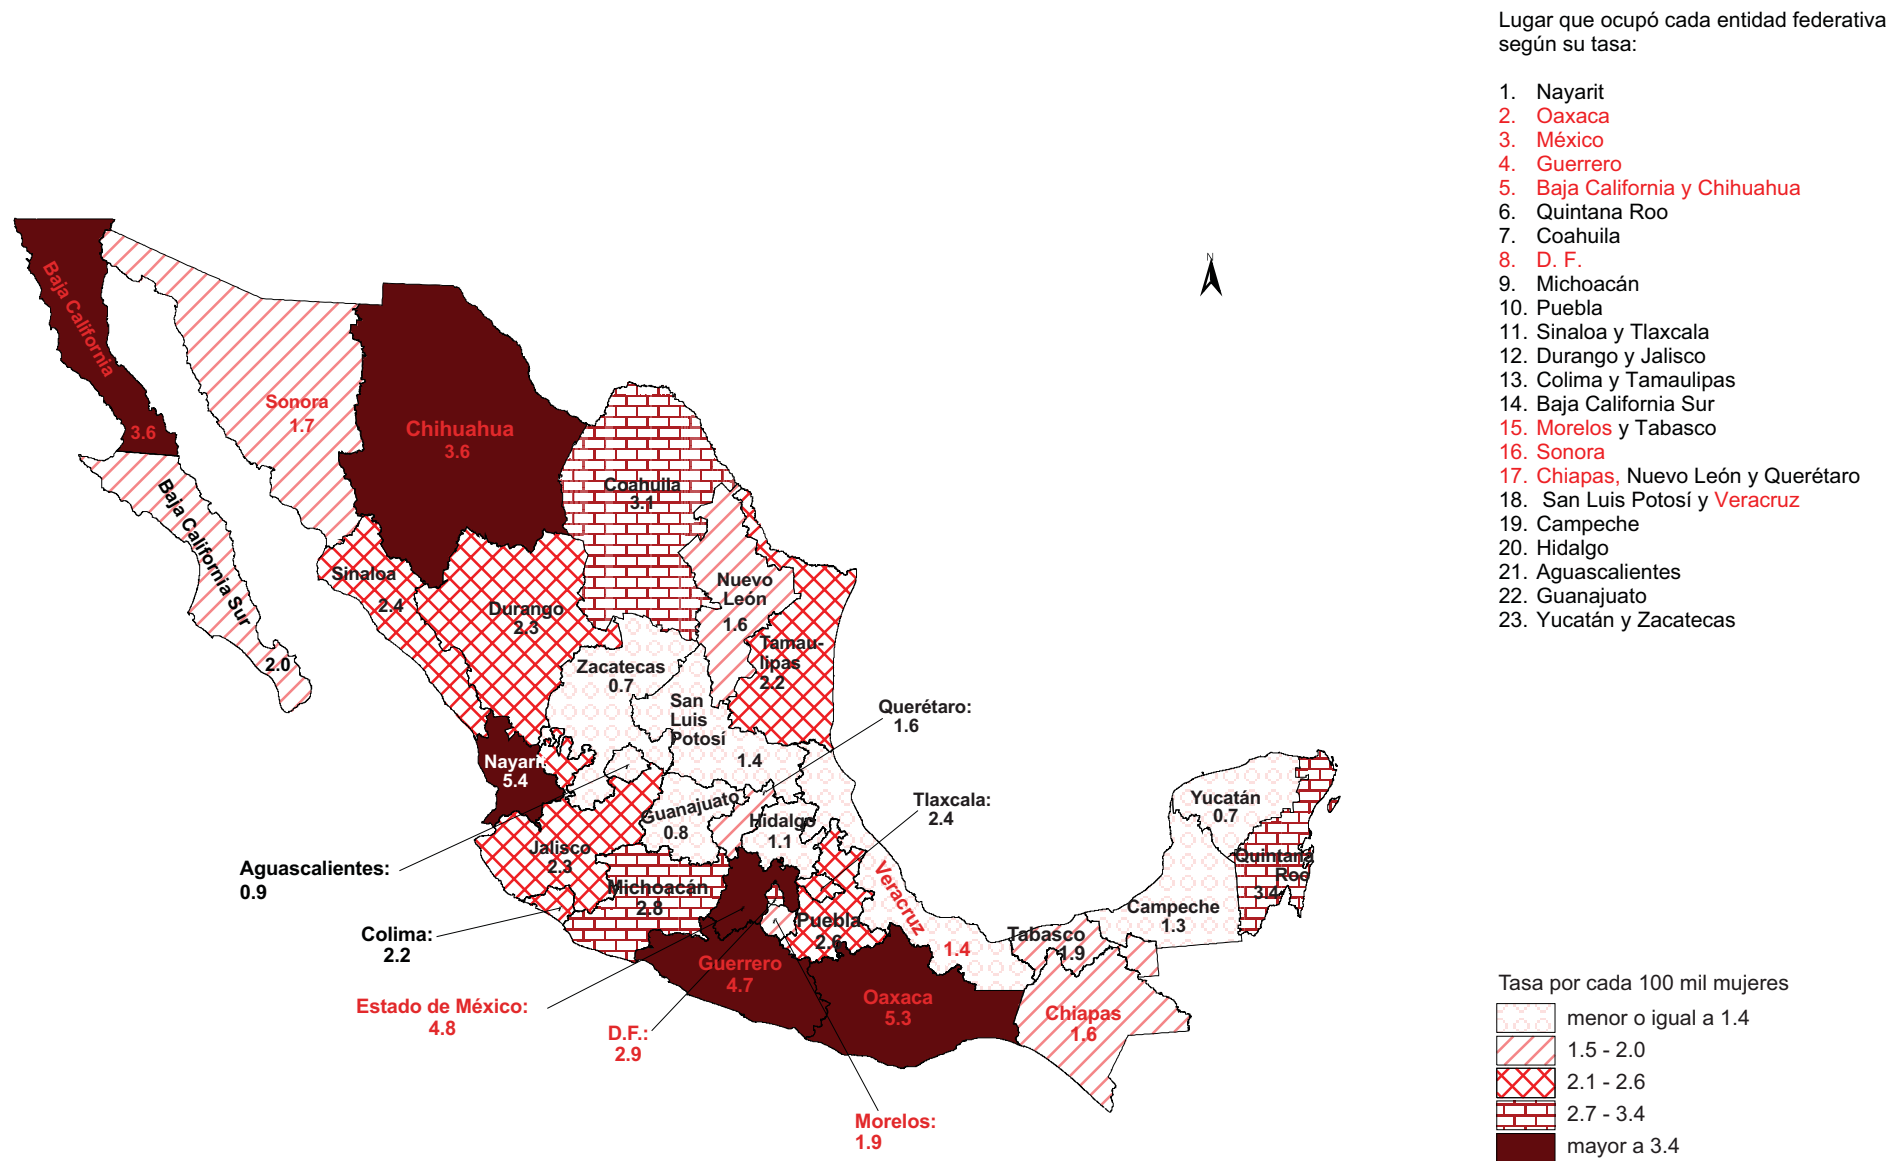 Lugar que ocupó cada entidad federativa
según su tasa:
1. Nayarit
2. Oaxaca
3. México
4. Guerrero
5. Baja California y Chihuahua
6. Quintana Roo
7. Coahuila
8. D. F.
9. Michoacán
10. Puebla
11. Sinaloa y Tlaxcala
12. Durango y Jalisco
13. Colima y Tamaulipas
14. Baja California Sur
15. Morelos y Tabasco
16. Sonora
17. Chiapas, Nuevo León y Querétaro
18. San Luis Potosí y Veracruz
19. Campeche
20. Hidalgo
21. Aguascalientes
22. Guanajuato
23. Yucatán y Zacatecas
N
Baja California
3.6
Sonora
1.7
Chihuahua
3.6
Coahuila
3.1
Baja California Sur
2.0
Sinaloa
2.4
Durango
2.3
Nuevo
León
1.6
Tamau-
lipas
2.2
Zacatecas
0.7
San
Luis
Potosí
1.4
Querétaro:
1.6
Nayarit
5.4
Guanajuato
0.8
Hidalgo
1.1
Tlaxcala:
2.4
Yucatán
0.7
Quintana
Roo
3.4
Aguascalientes:
0.9
Jalisco
2.3
Michoacán
2.8
Veracruz
1.4
Puebla
2.6
Campeche
1.3
Colima:
2.2
Tabasco
1.9
Guerrero
4.7
Oaxaca
5.3
Chiapas
1.6
Estado de México:
4.8
D.F.:
2.9
Morelos:
1.9
Tasa por cada 100 mil mujeres
menor o igual a 1.4
1.5 - 2.0
2.1 - 2.6
2.7 - 3.4
mayor a 3.4